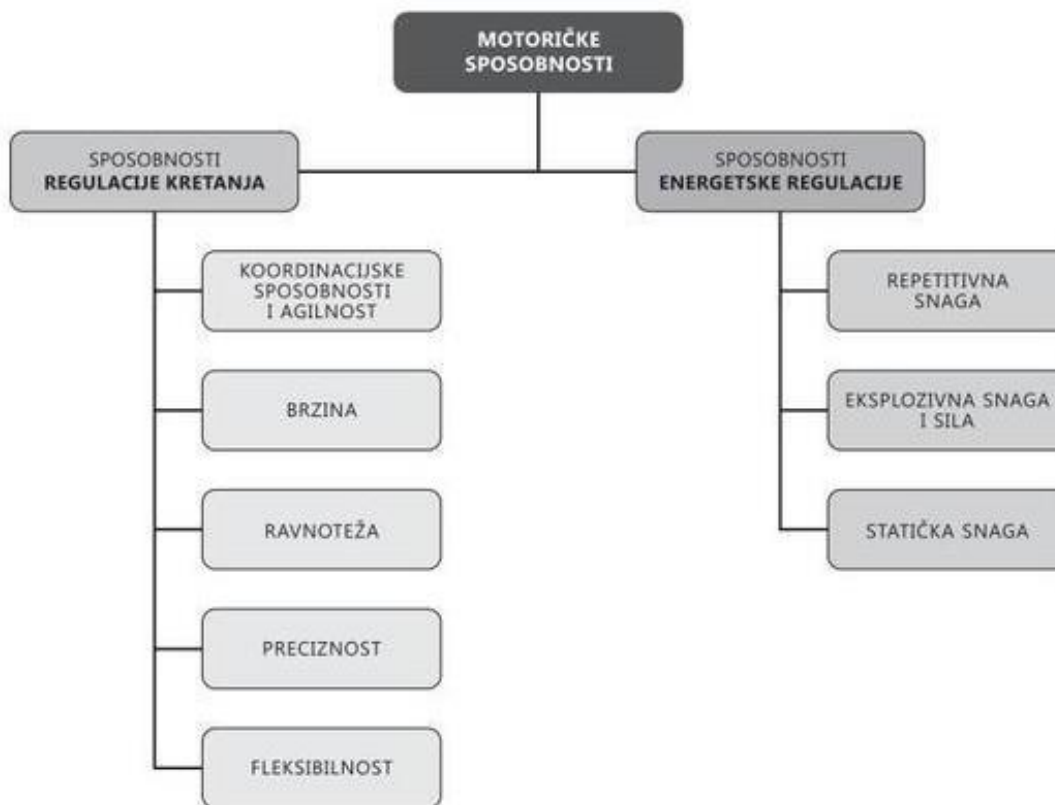 MOTORIČKE
SPOSOBNOSTI
SPOSOBNOSTI
REGULACIJE KRETANJA
KOORDINACIJSKE
SPOSOBNOSTI
I AGILNOST
BRZINA
RAVNOTEŽA
PRECIZNOST
FLEKSIBILNOST
SPOSOBNOSTI
ENERGETSKE REGULACIJE
REPETITIVNA
SNAGA
EKSPLOZIVNA SNAGA
I SILA
STATIČKA SNAGA